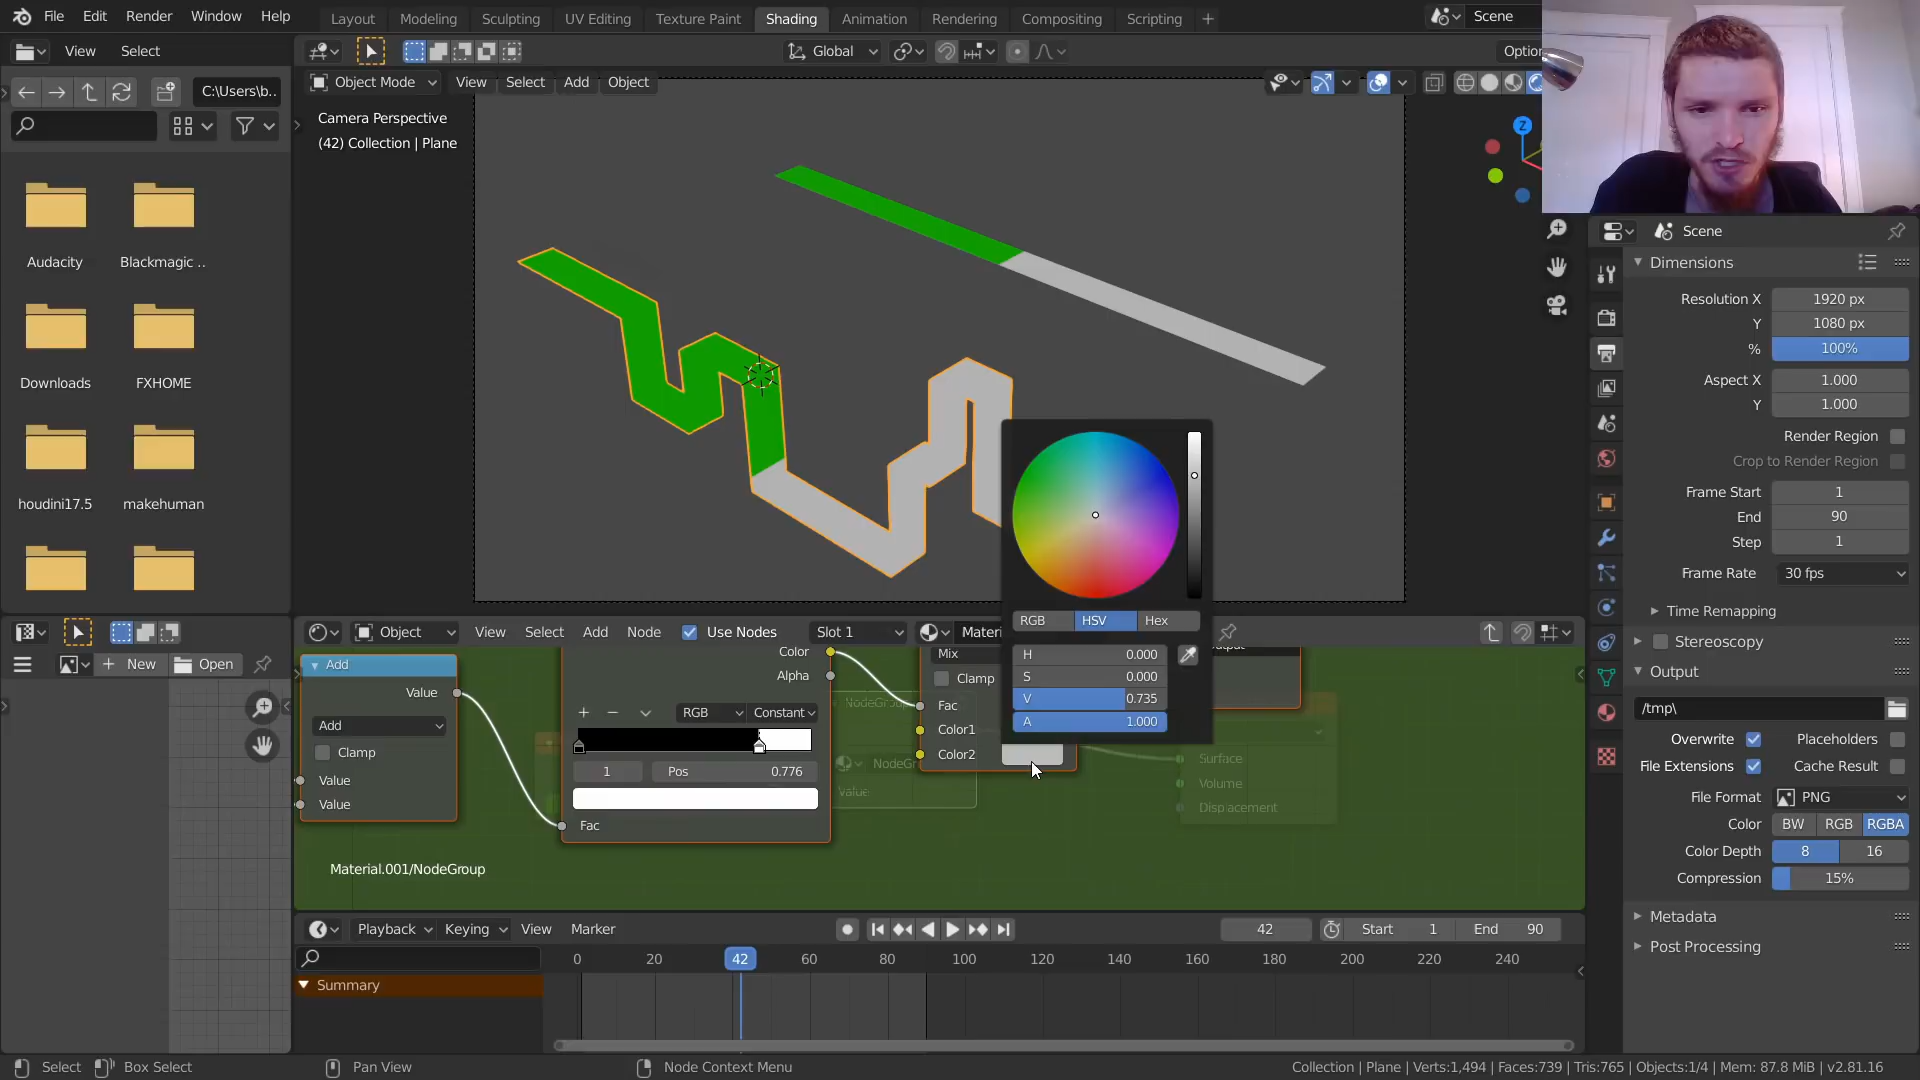 File Edit Render Window Help
Layout Modeling Sculpting UV Editing Texture Paint Shading Animation Rendering Compositing Scripting + Scene
View Select
Global
Object Mode View Select Add Object
C:\Users\b..
Camera Perspective
(42) Collection | Plane
Z
Audacity Blackmagic ..
Downloads FXHOME
houdini17.5 makehuman
Scene
Dimensions
Resolution X 1920 px
Y 1080 px
% 100%
Aspect X 1.000
Y 1.000
Render Region
Crop to Render Region
Frame Start 1
End 90
Step 1
Frame Rate 30 fps
Time Remapping
Stereoscopy
Output
/tmp\
Overwrite Placeholders
File Extensions Cache Result
File Format PNG
Color BW RGB RGBA
Color Depth 8 16
Compression 15%
Metadata
Post Processing
RGB HSV Hex
H 0.000
S 0.000
V 0.735
A 1.000
Object View Select Add Node Use Nodes Slot 1
New Open
Add
Value
Add
Clamp
Value
Value
Color
Alpha
RGB Constant
1 Pos 0.776
Fac
Mix
Clamp
Fac
Color1
Color2
Value
Surface
Volume
Displacement
Material.001/NodeGroup
Playback Keying View Marker 42 Start 1 End 90
0 20 42 60 80 100 120 140 160 180 200 220 240
Summary
Select Box Select Pan View Node Context Menu Collection | Plane | Verts:1,494 | Faces:739 | Tris:765 | Objects:1/4 | Mem: 87.8 MiB | v2.81.16